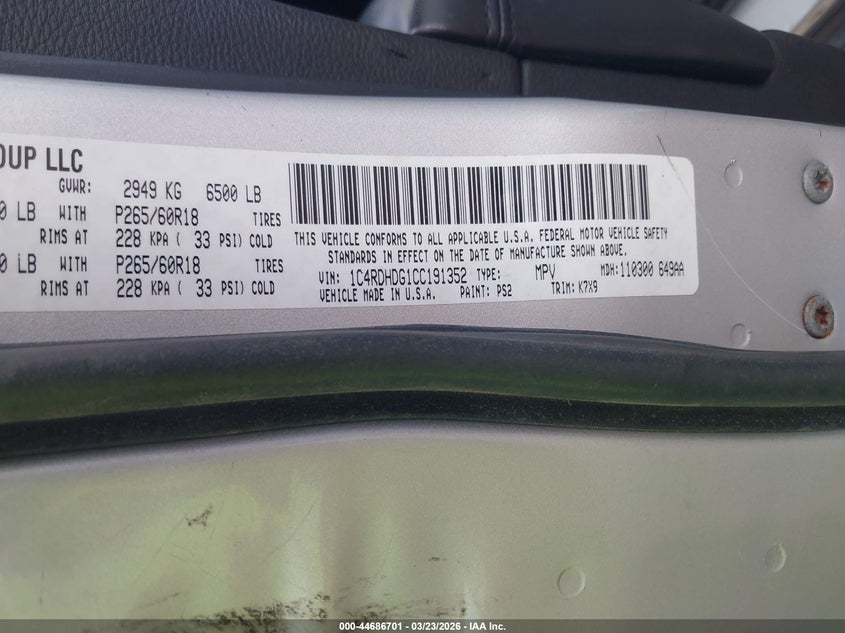 OUP LLC
GVWR: 2949 KG 6500 LB
0 LB WITH P265/60R18 TIRES
RIMS AT 228 KPA ( 33 PSI) COLD
0 LB WITH P265/60R18 TIRES
RIMS AT 228 KPA ( 33 PSI) COLD
THIS VEHICLE CONFORMS TO ALL APPLICABLE U.S.A. FEDERAL MOTOR VEHICLE SAFETY
STANDARDS IN EFFECT ON THE DATE OF MANUFACTURE SHOWN ABOVE.
VIN: 1C4RDHDG1CC191352 TYPE: MPV MDH:110300 649AA
VEHICLE MADE IN U.S.A. PAINT: PS2 TRIM: K7X9
000-44686701 - 03/23/2026 - IAA Inc.